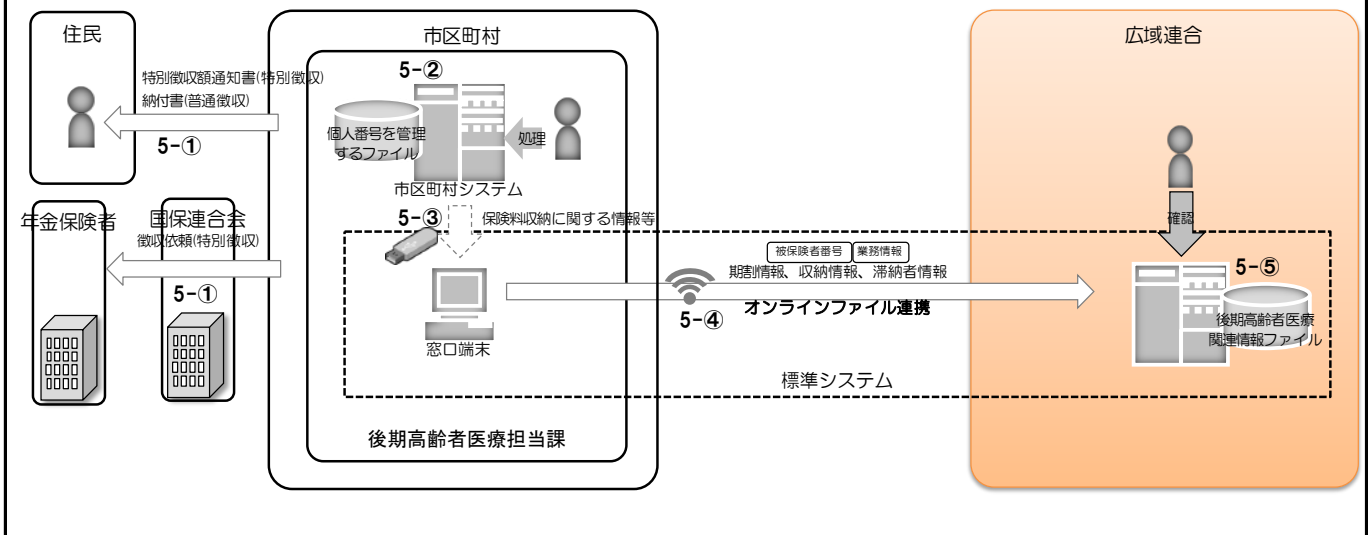 住民
特別徴収額通知書(特別徴収)
納付書(普通徴収)
5-①
年金保険者
国保連合会
徴収依頼(特別徴収)
5-①
市区町村
5-②
個人番号を管理
するファイル
処理
市区町村システム
5-③
保険料収納に関する情報等
窓口端末
後期高齢者医療担当課
被保険者番号 業務情報
期割情報、収納情報、滞納者情報
5-④
オンラインファイル連携
標準システム
広域連合
確認
5-⑤
後期高齢者医療
関連情報ファイル